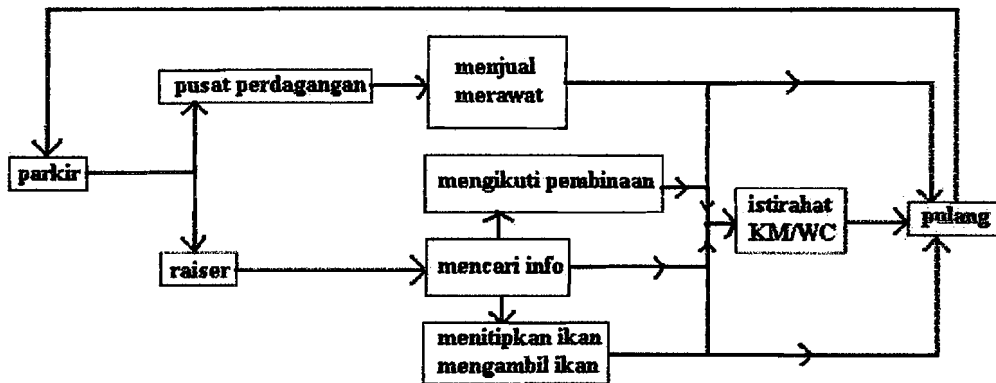 pusat perdagangan
menjual
merawat
parkir
mengikuti pembinaan
istirahat
KM/WC
pulang
raiser
mencari info
menitipkan ikan
mengambil ikan